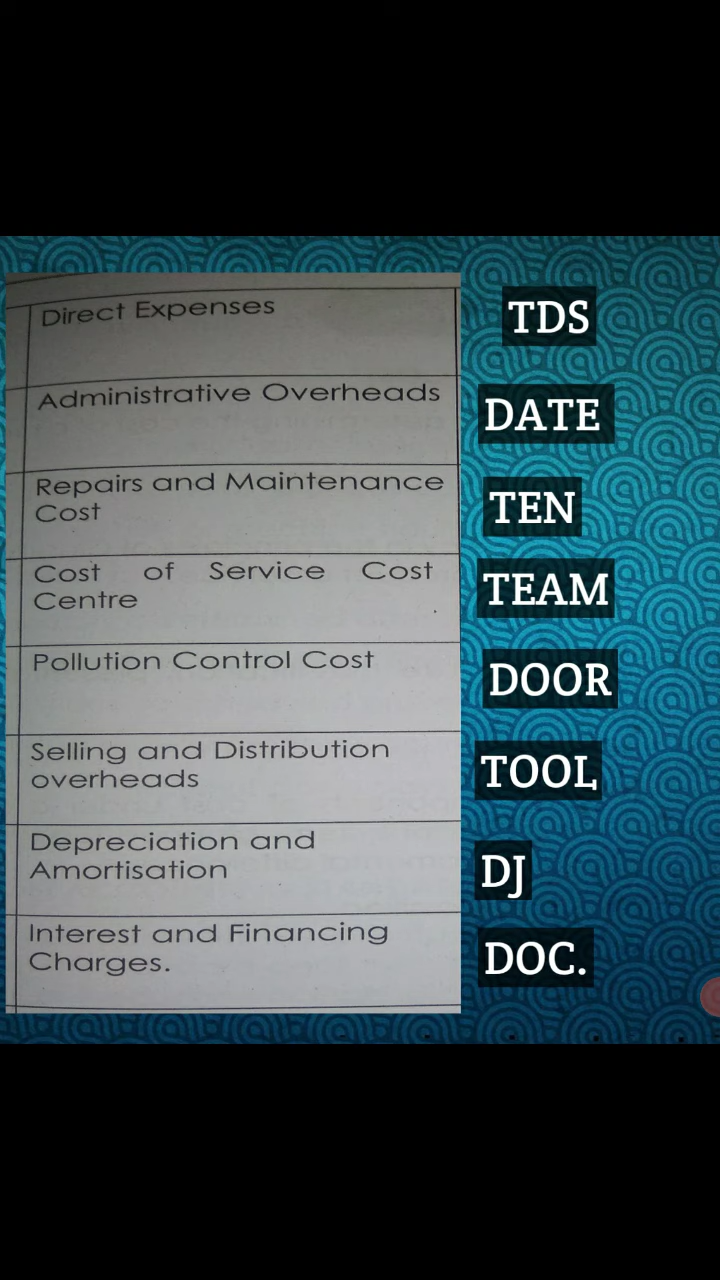 Direct Expenses
TDS
Administrative Overheads
DATE
Repairs and Maintenance
Cost
TEN
Cost of Service Cost
Centre
TEAM
Pollution Control Cost
DOOR
Selling and Distribution
overheads
TOOL
Depreciation and
Amortisation
DJ
Interest and Financing
Charges.
DOC.